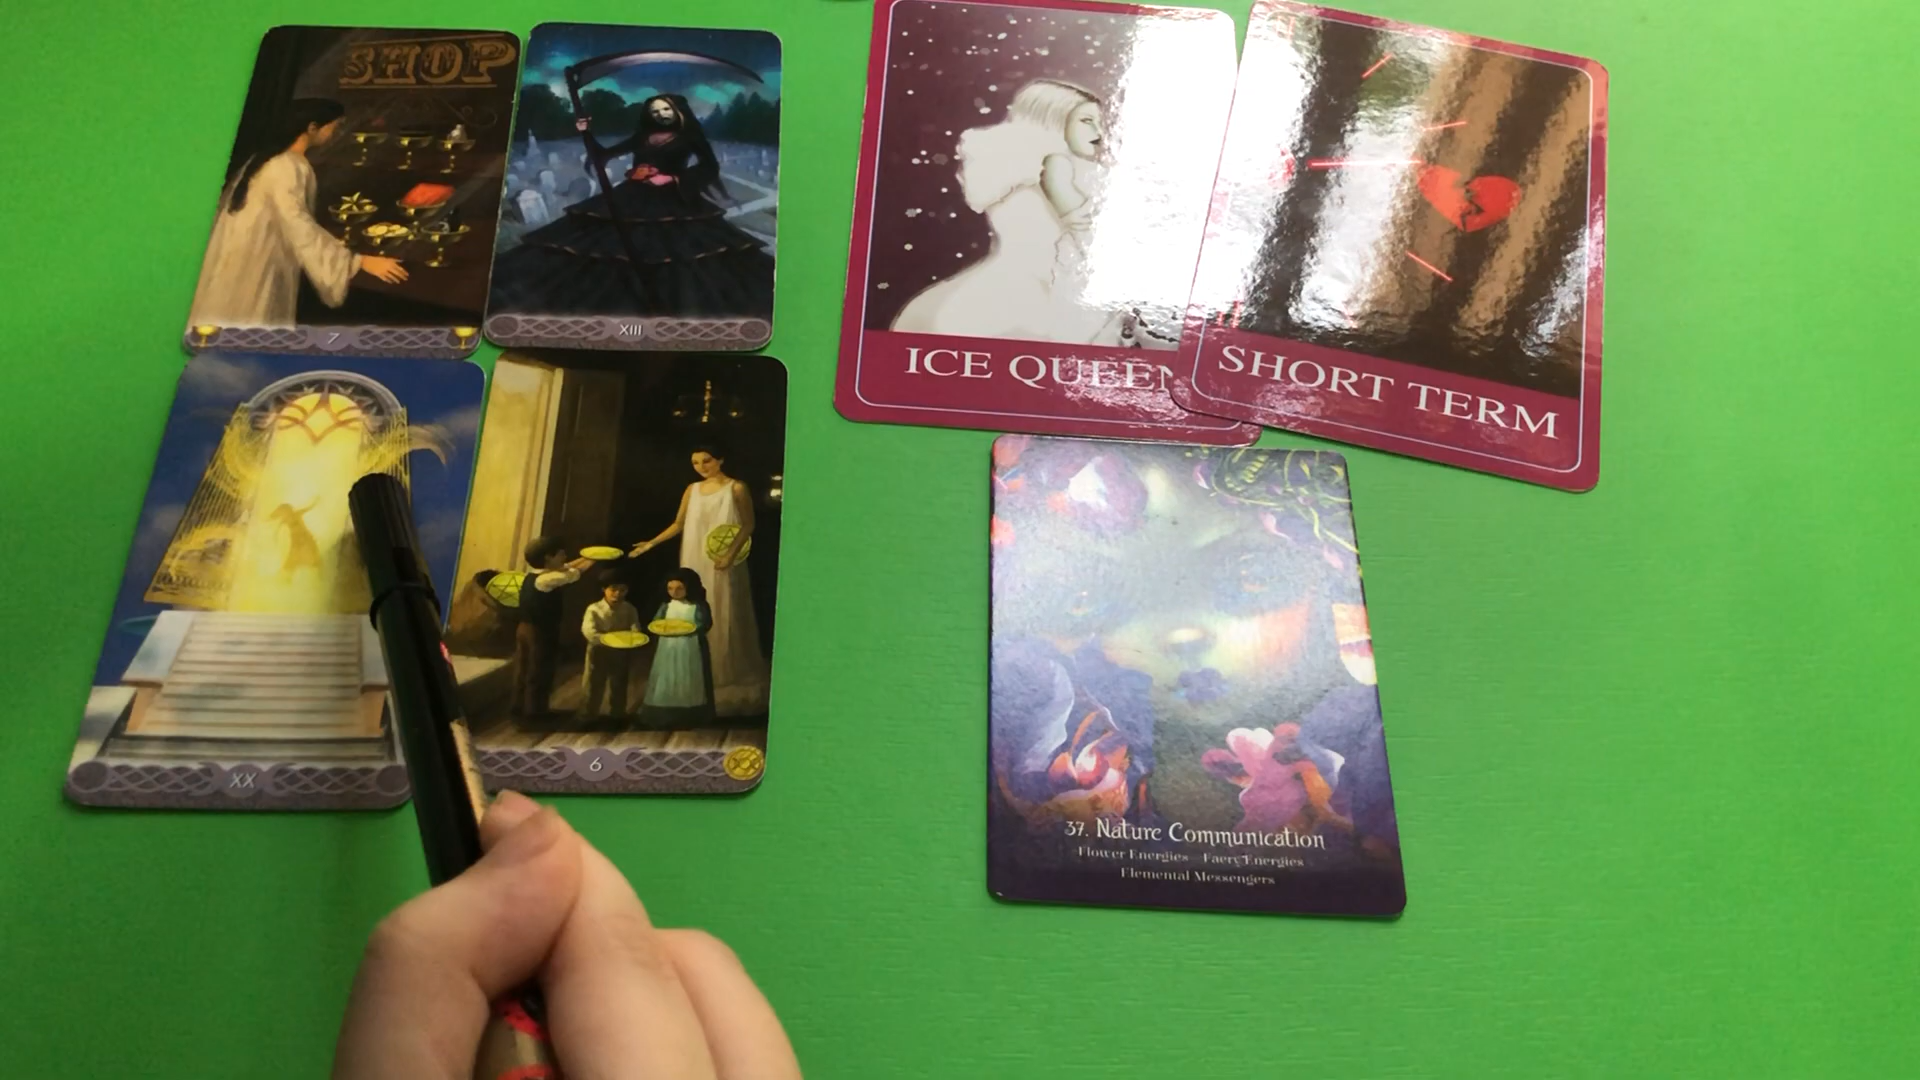 SHOP
7
XIII
XX
6
ICE QUEEN
SHORT TERM
37. Nature Communication
Flower Energies Faery Energies
Elemental Messengers